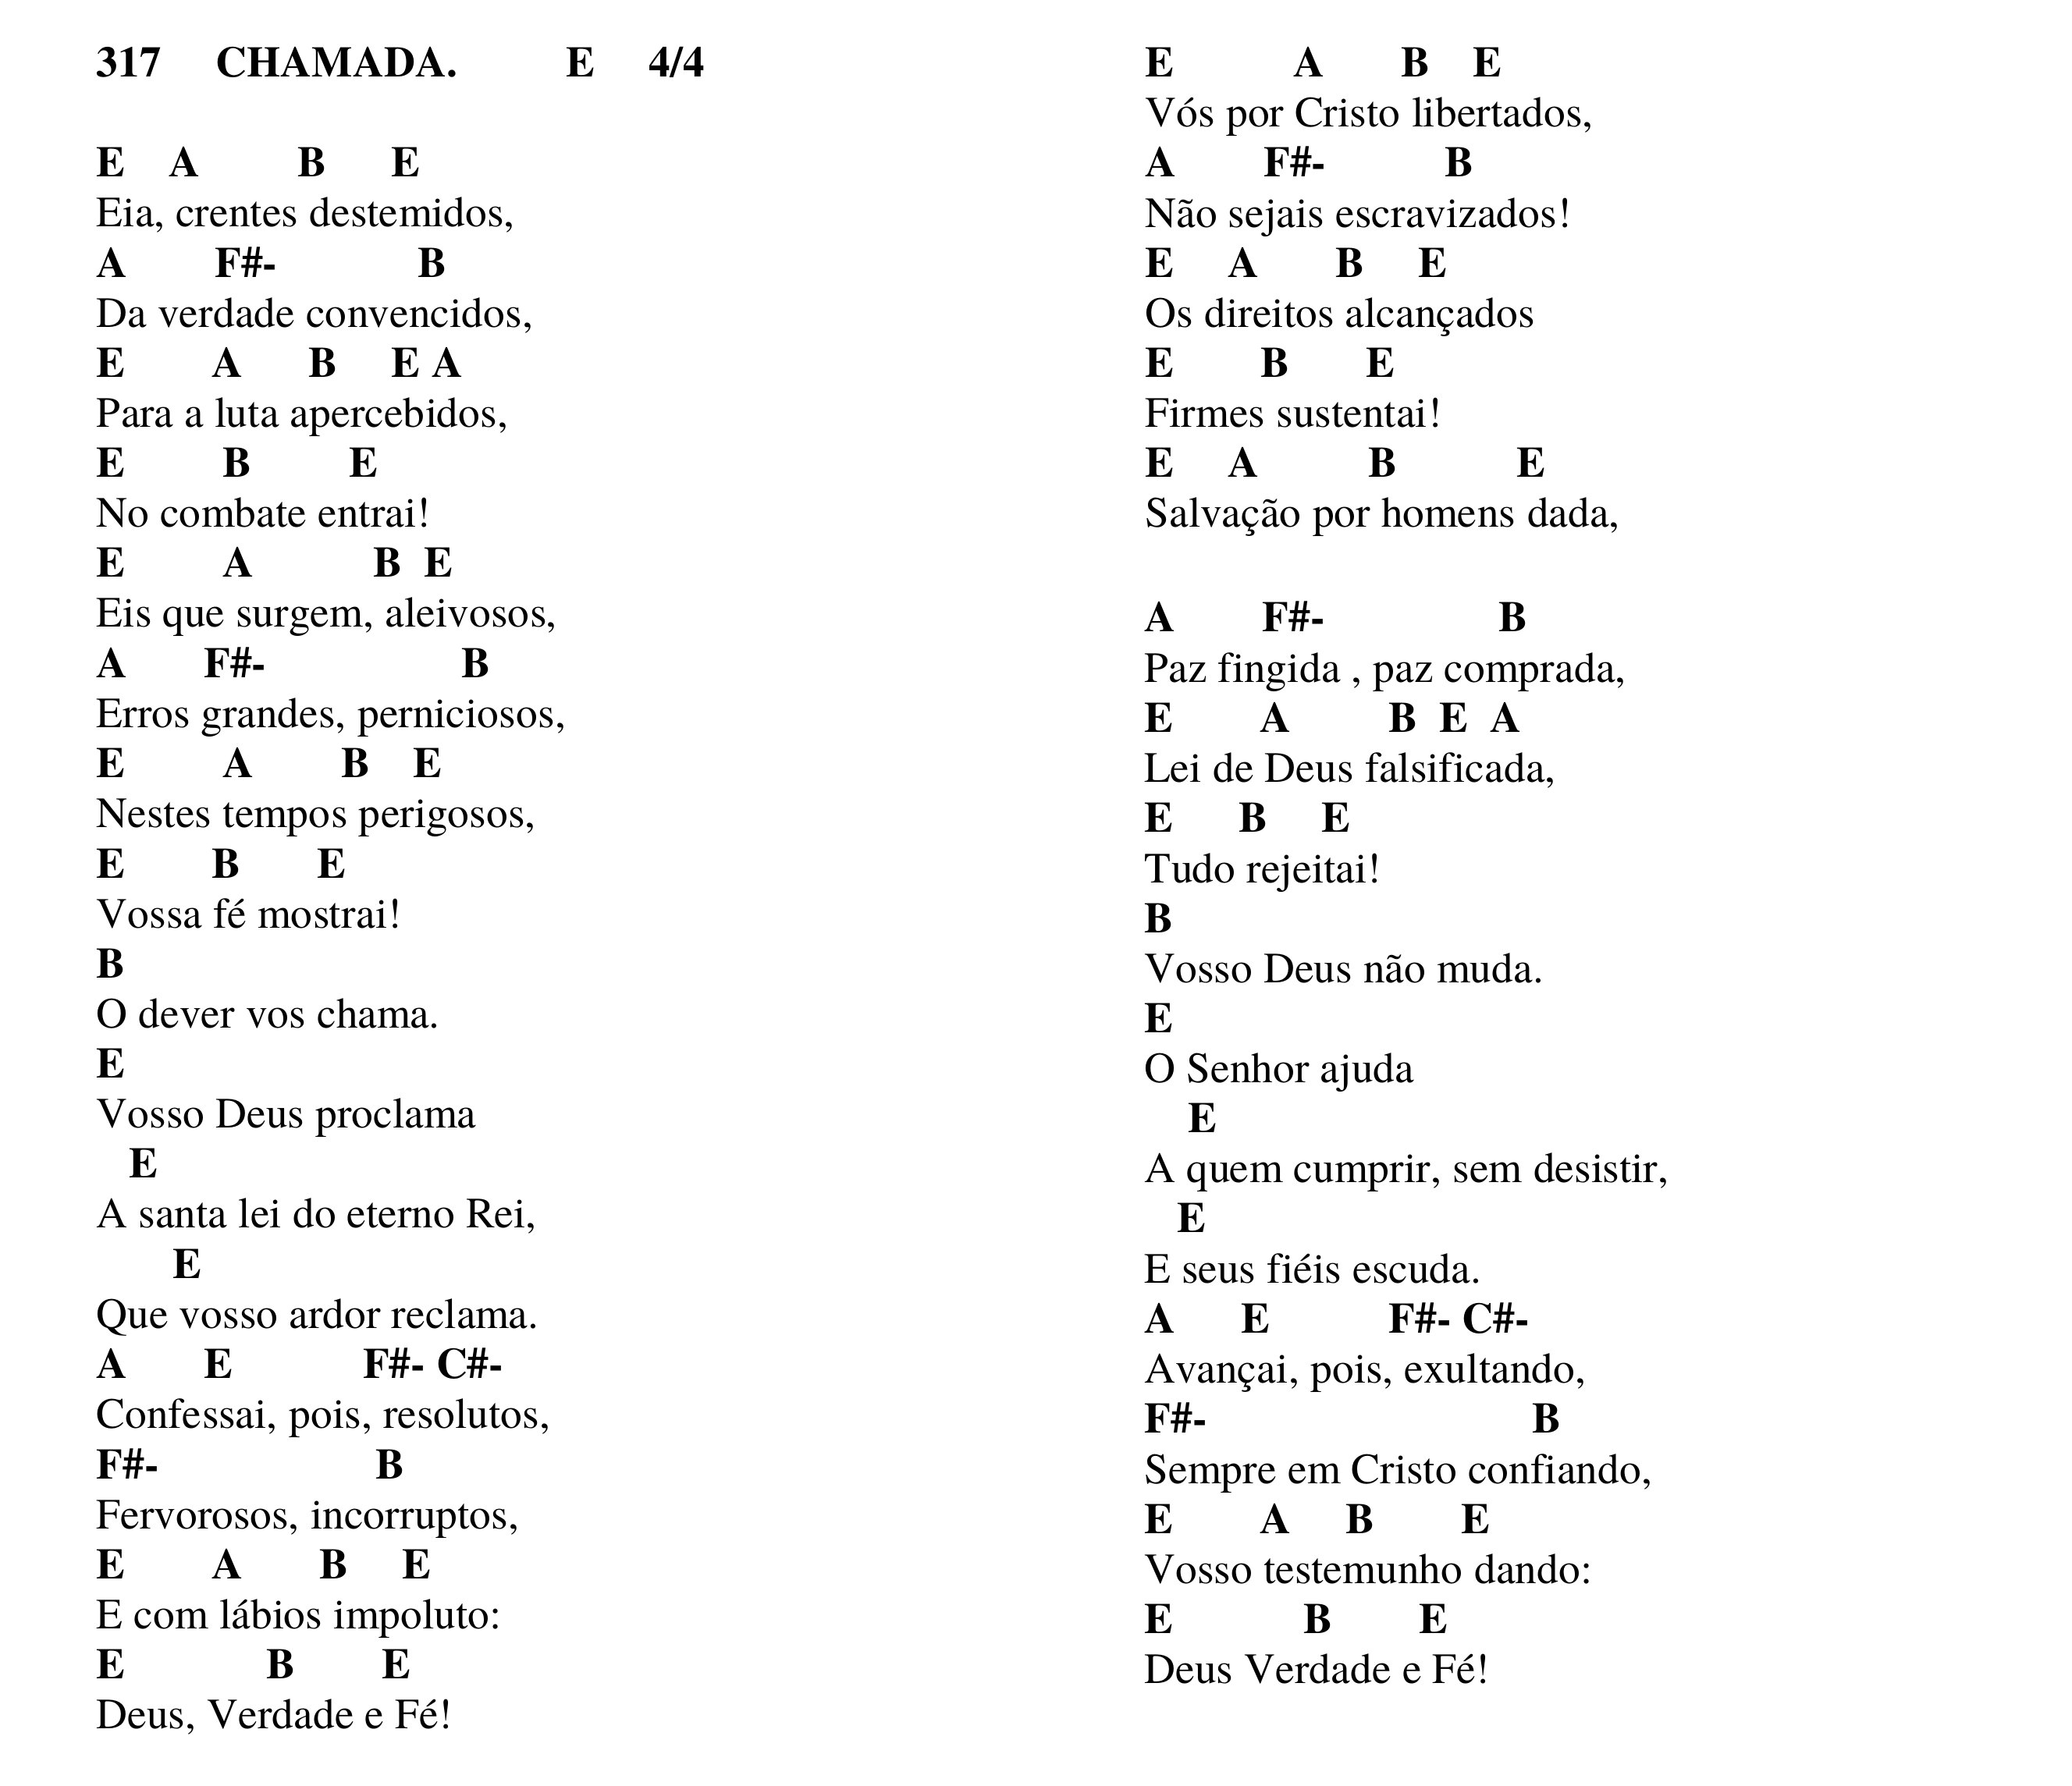 317 CHAMADA. E 4/4
E A B E
Eia, crentes destemidos,
A F#- B
Da verdade convencidos,
E A B E A
Para a luta apercebidos,
E B E
No combate entrai!
E A B E
Eis que surgem, aleivosos,
A F#- B
Erros grandes, perniciosos,
E A B E
Nestes tempos perigosos,
E B E
Vossa fé mostrai!
B
O dever vos chama.
E
Vosso Deus proclama
E
A santa lei do eterno Rei,
E
Que vosso ardor reclama.
A E F#- C#-
Confessai, pois, resolutos,
F#- B
Fervorosos, incorruptos,
E A B E
E com lábios impoluto:
E B E
Deus, Verdade e Fé!
E A B E
Vós por Cristo libertados,
A F#- B
Não sejais escravizados!
E A B E
Os direitos alcançados
E B E
Firmes sustentai!
E A B E
Salvação por homens dada,
A F#- B
Paz fingida , paz comprada,
E A B E A
Lei de Deus falsificada,
E B E
Tudo rejeitai!
B
Vosso Deus não muda.
E
O Senhor ajuda
E
A quem cumprir, sem desistir,
E
E seus fiéis escuda.
A E F#- C#-
Avançai, pois, exultando,
F#- B
Sempre em Cristo confiando,
E A B E
Vosso testemunho dando:
E B E
Deus Verdade e Fé!